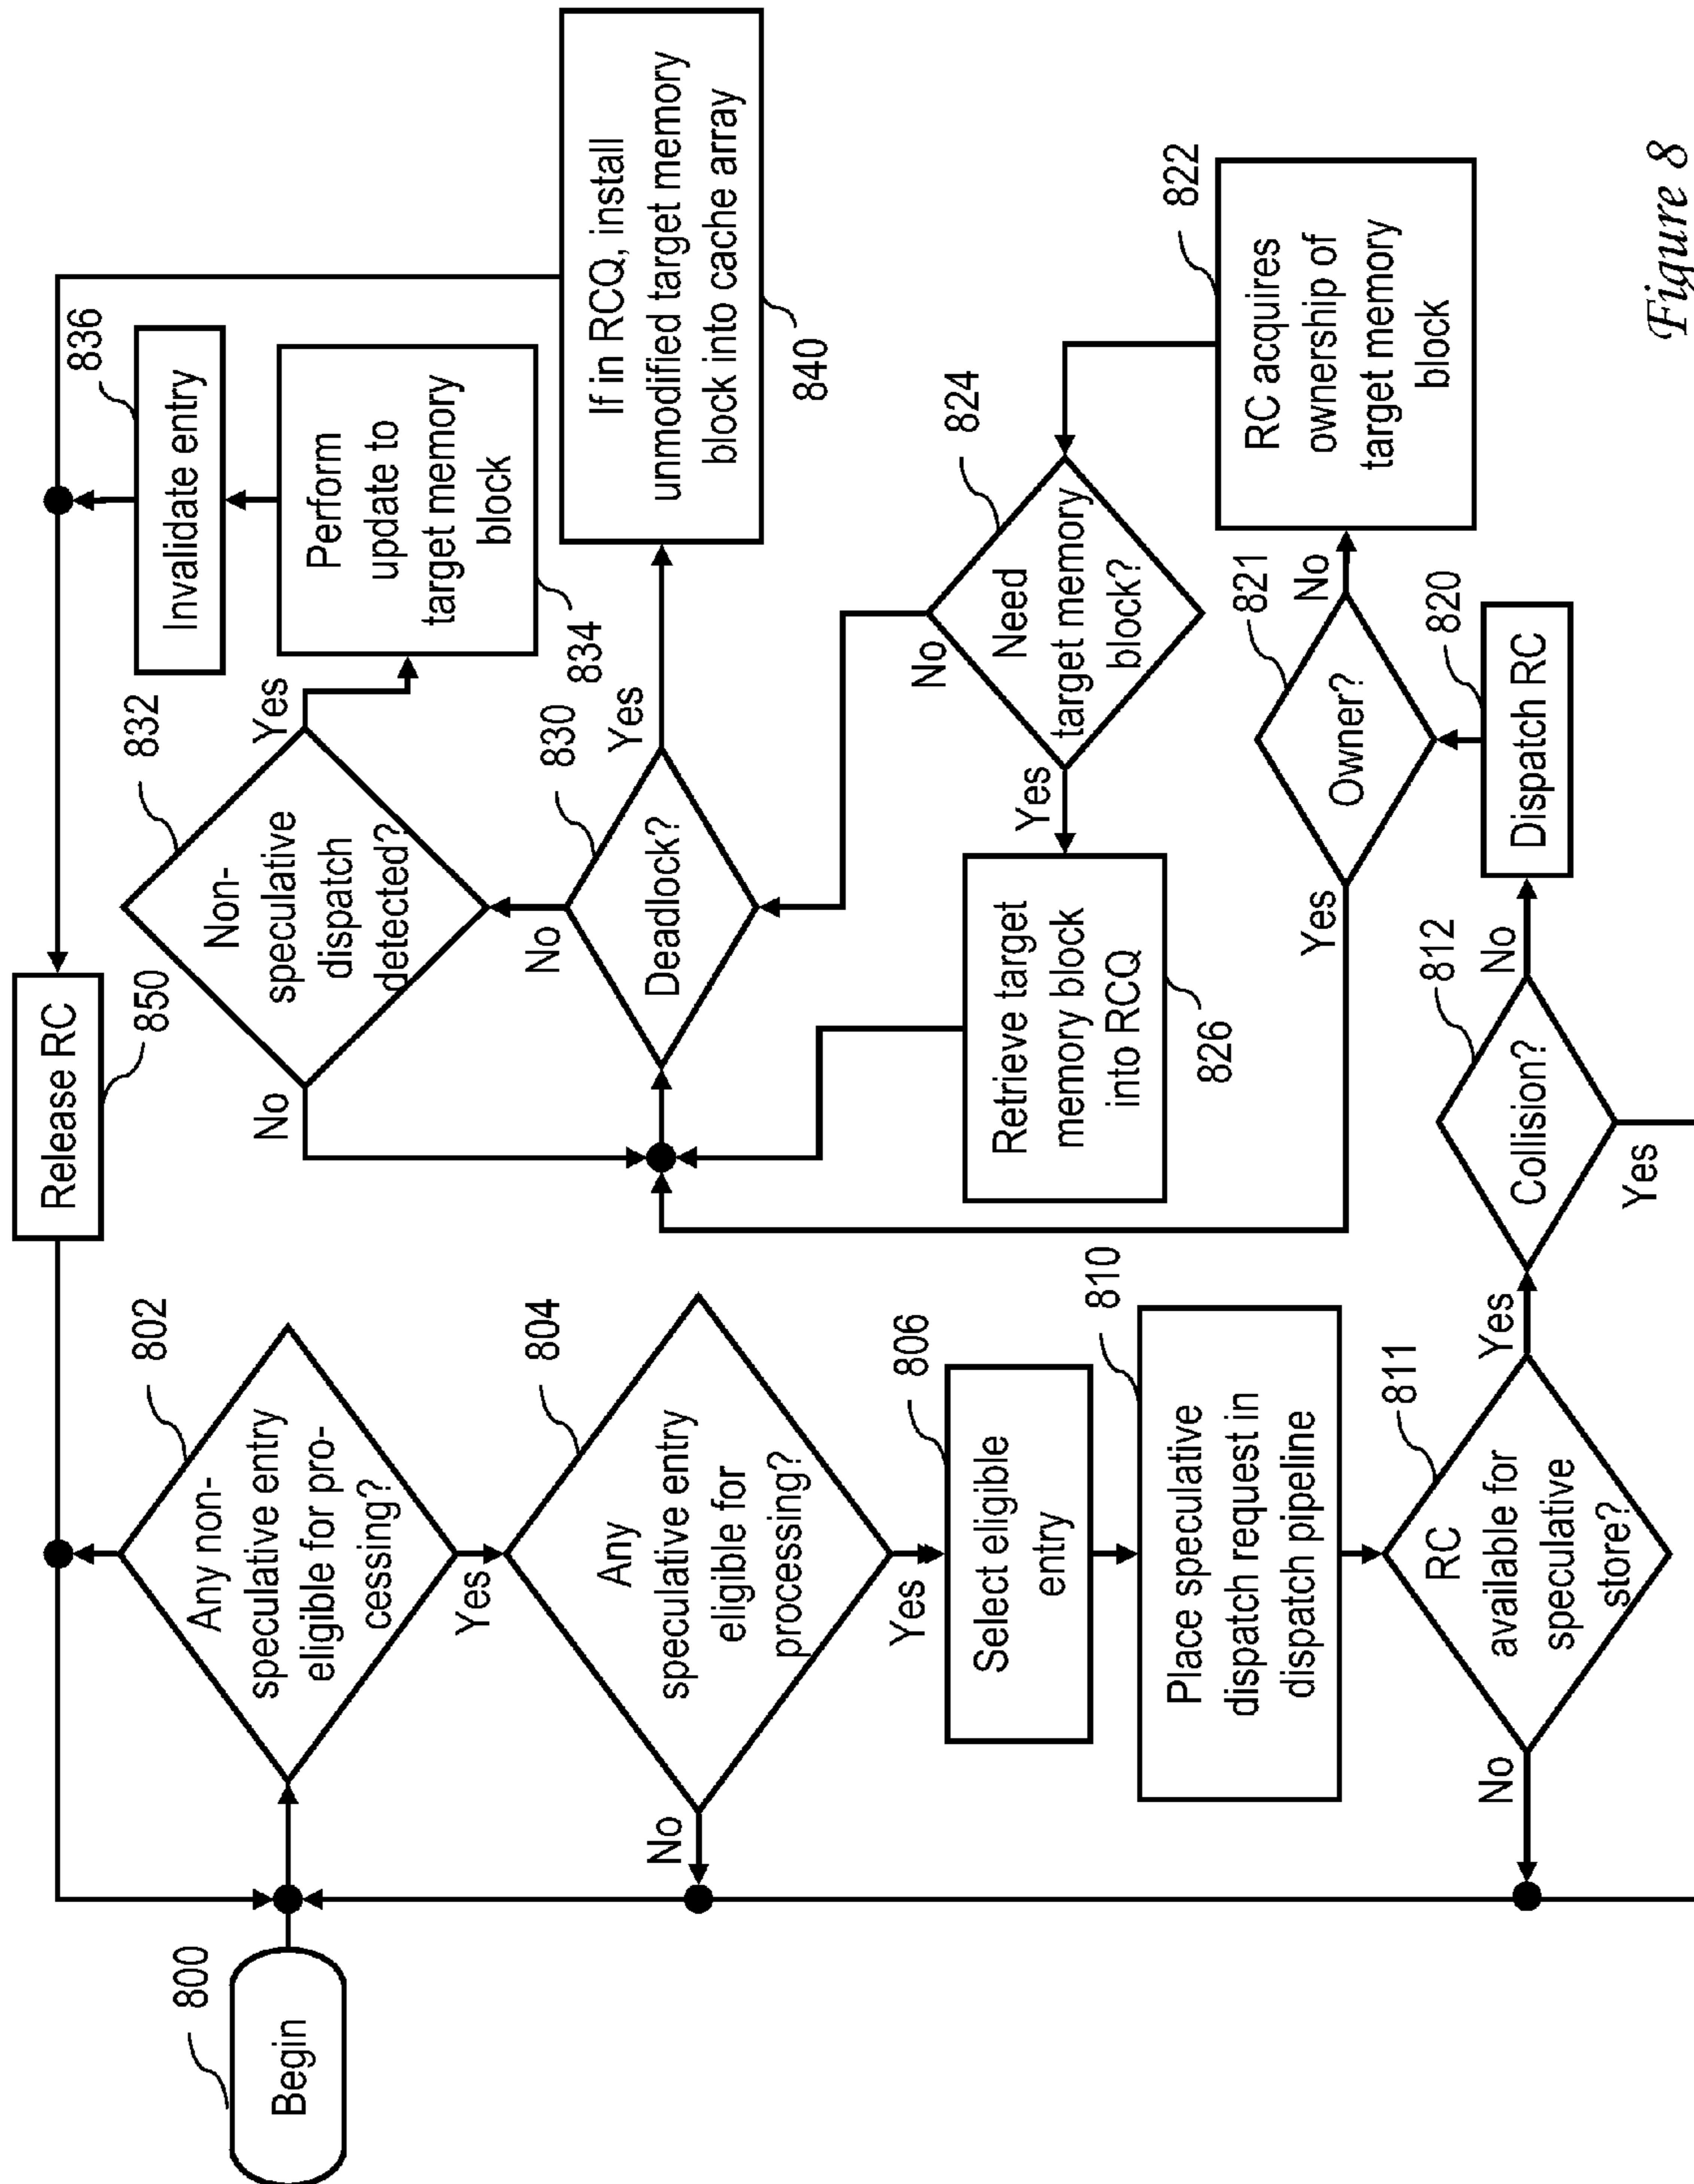 800
Begin
802
Any non-
speculative entry
eligible for pro-
cessing?
Yes
804
Any
speculative entry
eligible for
processing?
No
Yes
806
Select eligible
entry
810
Place speculative
dispatch request in
dispatch pipeline
811
RC
available for
speculative
store?
No
Yes
812
Collision?
No
Yes
820
Dispatch RC
821
Owner?
Yes
No
822
RC acquires
ownership of
target memory
block
824
Need
target memory
block?
No
Yes
Retrieve target
memory block
into RCQ
826
830
Deadlock?
No
Yes
832
Non-
speculative
dispatch
detected?
No
Yes
Perform
update to
target memory
block
834
836
Invalidate entry
If in RCQ, install
unmodified target memory
block into cache array
840
Release RC
850
Figure 8